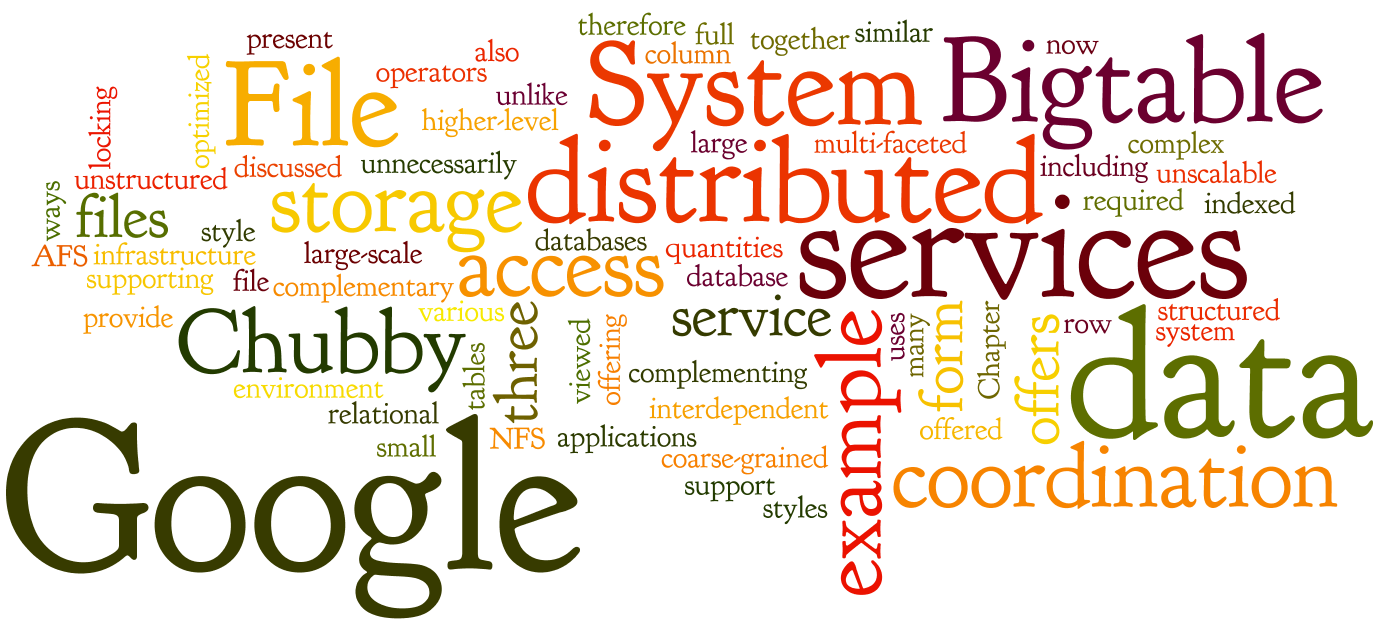 therefore
full
together
similar
present
also
column
now
System
Bigtable
File
operators
optimized
unlike
higher-level
locking
large
multi-faceted
complex
discussed
unnecessarily
distributed
including
unscalable
unstructured
ways
files
storage
•
required
indexed
style
databases
quantities
services
AFS
infrastructure
large-scale
access
database
supporting
file
complementary
provide
Chubby
various
three
service
example
uses
many
form
Chapter
offers
row
structured
system
data
viewed
offering
tables
environment
complementing
relational
interdependent
offered
small
NFS
applications
coarse-grained
coordination
support
styles
Google